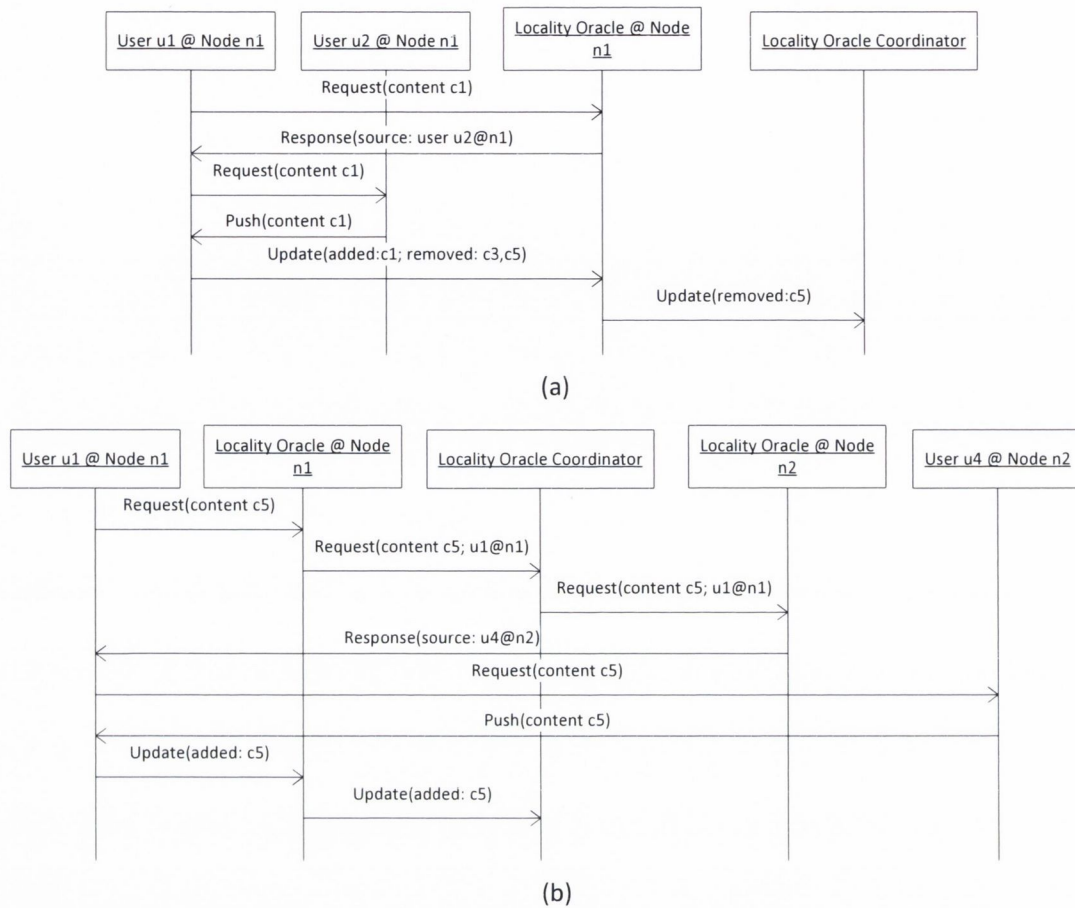 User u1 @ Node n1
User u2 @ Node n1
Locality Oracle @ Node
n1
Locality Oracle Coordinator
Request(content c1)
Response(source: user u2@n1)
Request(content c1)
Push(content c1)
Update(added:c1; removed: c3,c5)
Update(removed:c5)
(a)
User u1 @ Node n1
Locality Oracle @ Node
n1
Locality Oracle Coordinator
Locality Oracle @ Node
n2
User u4 @ Node n2
Request(content c5)
Request(content c5; u1@n1)
Request(content c5; u1@n1)
Response(source: u4@n2)
Request(content c5)
Push(content c5)
Update(added: c5)
Update(added: c5)
(b)